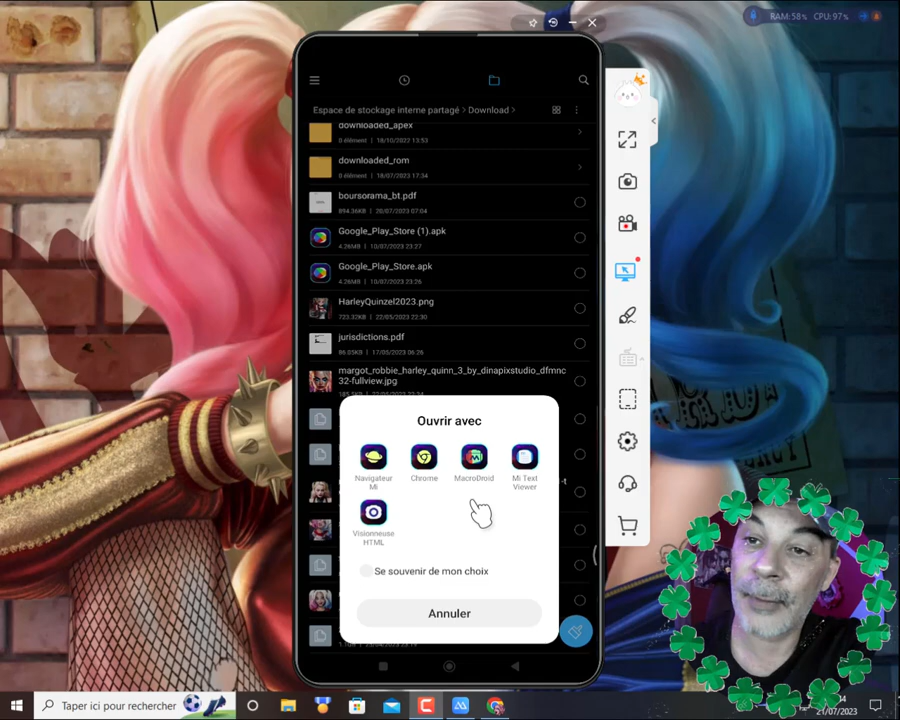 RAM:58%
CPU:97%
Espace de stockage interne partagé > Download >
downloaded_apex
0 élément | 18/10/2022 13:53
downloaded_rom
0 élément | 18/07/2023 17:34
boursorama_bt.pdf
894.36KB | 20/07/2023 07:04
Google_Play_Store (1).apk
4.26MB | 10/07/2023 23:27
Google_Play_Store.apk
4.26MB | 10/07/2023 23:26
HarleyQuinzel2023.png
723.32KB | 22/05/2023 22:30
jurisdictions.pdf
86.05KB | 17/05/2023 06:26
margot_robbie_harley_quinn_3_by_dinapixstudio_dfmnc
32-fullview.jpg
Ouvrir avec
Navigateur
Mi
Chrome
MacroDroid
Mi Text
Viewer
Visionneuse
HTML
Se souvenir de mon choix
Annuler
Taper ici pour rechercher
21/07/2023